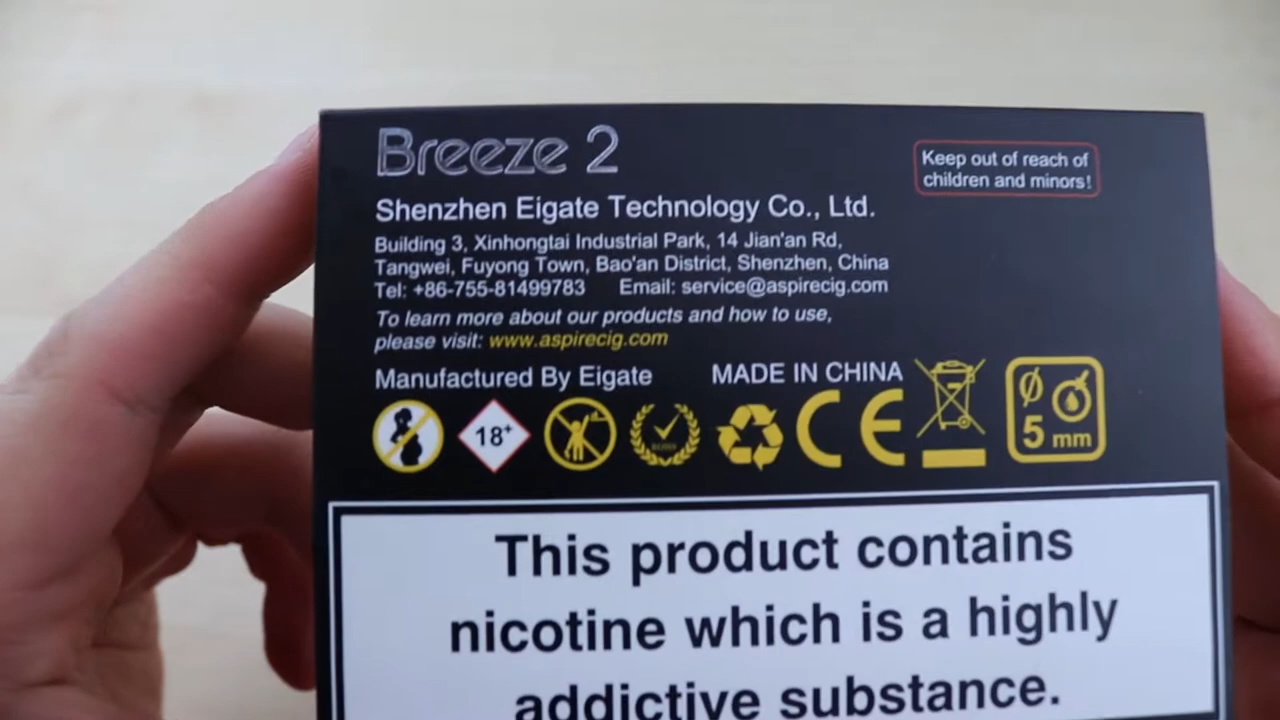 Breeze 2
Keep out of reach of
children and minors!
Shenzhen Eigate Technology Co., Ltd.
Building 3, Xinhongtai Industrial Park, 14 Jian'an Rd,
Tangwei, Fuyong Town, Bao'an District, Shenzhen, China
Tel: +86-755-81499783 Email: service@aspirecig.com
To learn more about our products and how to use,
please visit: www.aspirecig.com
Manufactured By Eigate MADE IN CHINA
18+
CE
5 mm
This product contains
nicotine which is a highly
addictive substance.